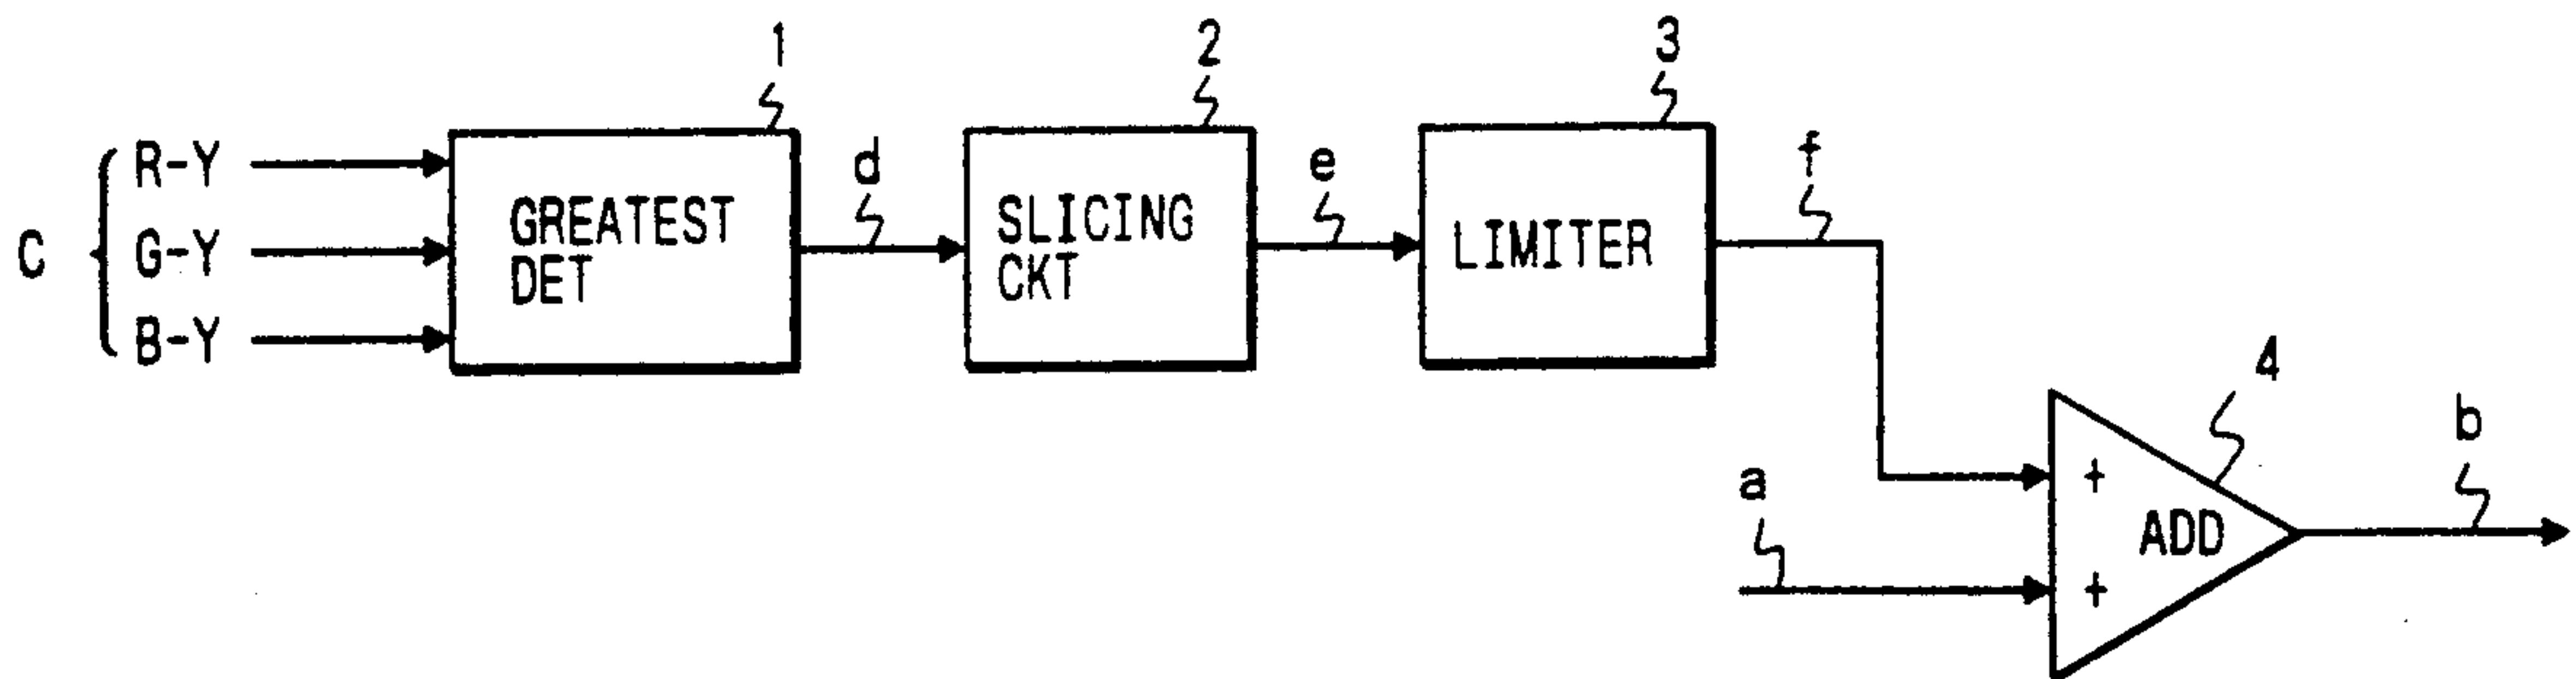 1
2
3
C
R-Y
G-Y
B-Y
GREATEST
DET
d
SLICING
CKT
e
LIMITER
f
4
a
+
+
ADD
b